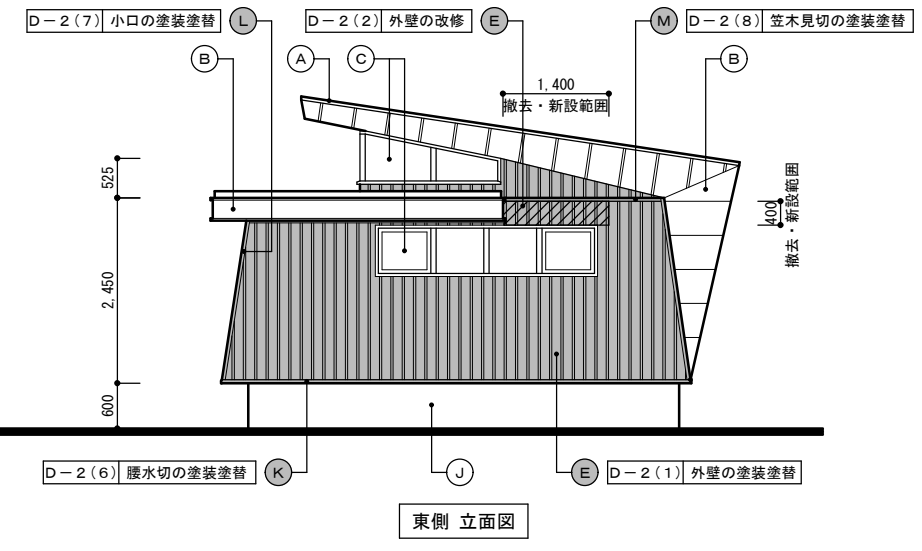 D－2(7) 小口の塗装塗替
L
D－2(2) 外壁の改修
E
M
D－2(8) 笠木見切の塗装塗替
B
A
C
B
1,400
撤去・新設範囲
525
B
C
400
撤去・新設範囲
2,450
600
D－2(6) 腰水切の塗装塗替
K
J
E
D－2(1) 外壁の塗装塗替
東側 立面図